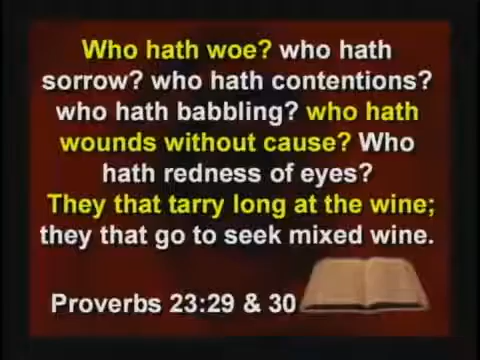 Who hath woe? who hath
sorrow? who hath contentions?
who hath babbling? who hath
wounds without cause? Who
hath redness of eyes?
They that tarry long at the wine;
they that go to seek mixed wine.
Proverbs 23:29 & 30